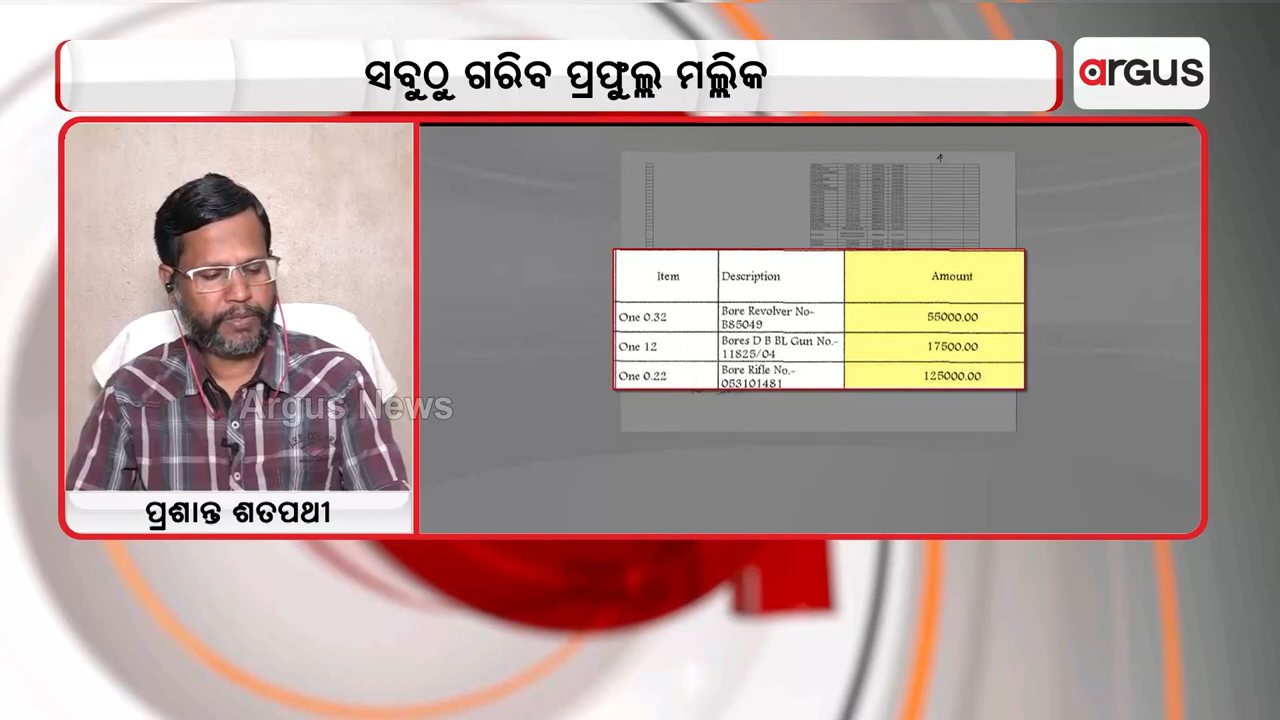 ସବୁଠୁ ଗରିବ ପ୍ରଫୁଲ୍ଲ ମଲ୍ଲିକ
argus
Item Description Amount
One 0.32 Bore Revolver No-
B85049 55000.00
One 12 Bores D B BL Gun No.-
11825/04 17500.00
One 0.22 Bore Rifle No.-
053101481 125000.00
Argus News
ପ୍ରଶାନ୍ତ ଶତପଥୀ